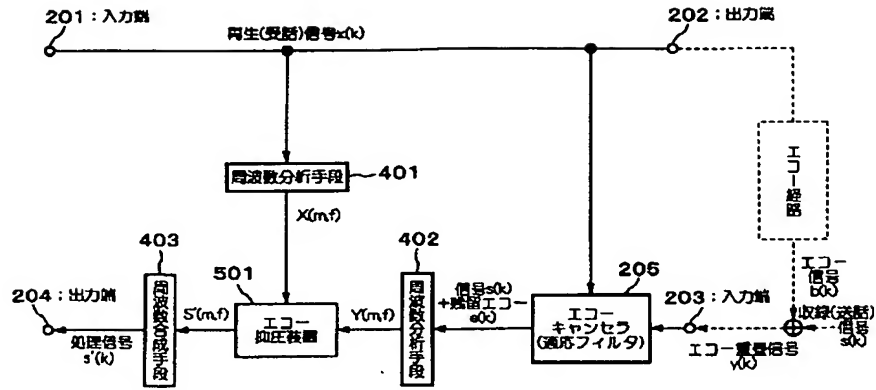 201：入力端
202：出力端
再生(受話)信号x(k)
エコー経路
周波数分析手段
401
X(m,f)
403
402
205
エコー
信号
b(k)
204：出力端
501
周波数合成手段
S'(m,f)
エコー
抑圧装置
Y(m,f)
周波数分析手段
信号s(k)
+残留エコー
e(k)
エコー
キャンセラ
(適応フィルタ)
203：入力端
収録(送話)
信号
s(k)
処理信号
s'(k)
エコー重畳信号
y(k)